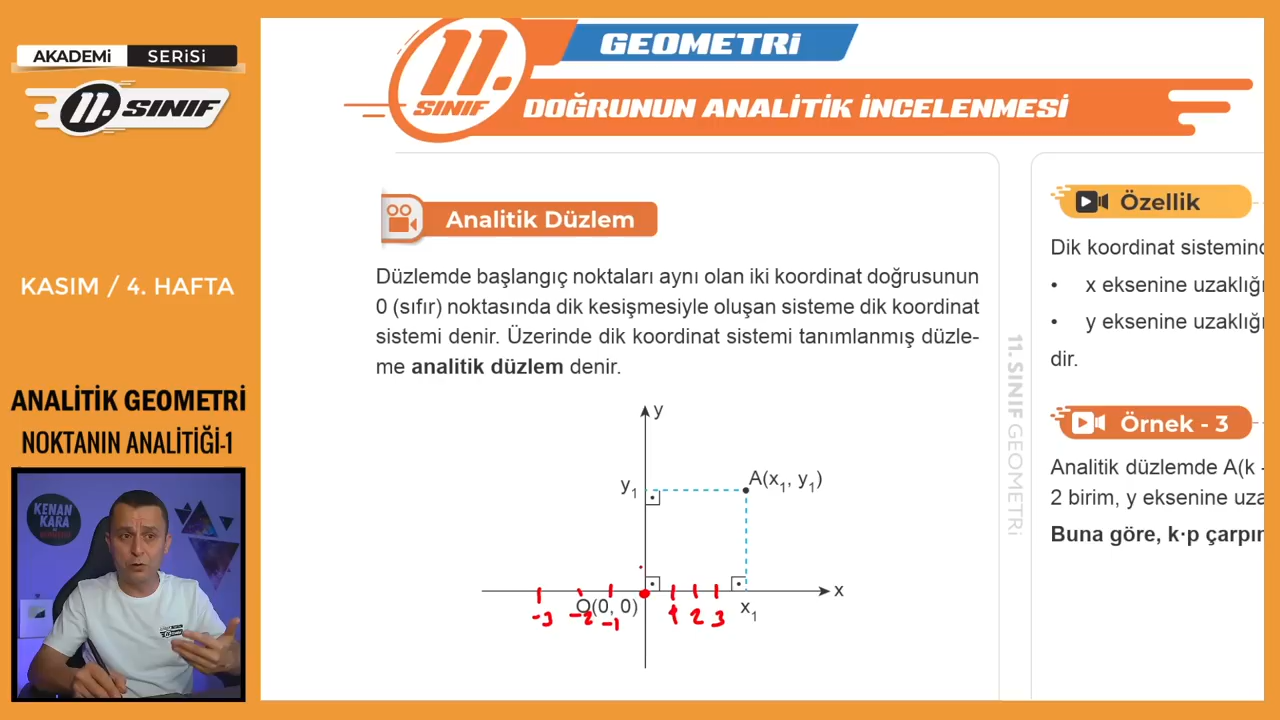 AKADEMİ SERİSİ
11. SINIF
KASIM / 4. HAFTA
ANALİTİK GEOMETRİ
NOKTANIN ANALİTİĞİ-1
KENAN
KARA
11. SINIF
GEOMETRİ
DOĞRUNUN ANALİTİK İNCELENMESİ
Analitik Düzlem
Düzlemde başlangıç noktaları aynı olan iki koordinat doğrusunun
0 (sıfır) noktasında dik kesişmesiyle oluşan sisteme dik koordinat
sistemi denir. Üzerinde dik koordinat sistemi tanımlanmış düzle-
me analitik düzlem denir.
y
y₁
A(x₁, y₁)
x
O(0, 0)
x₁
-3 -2 -1 1 2 3
11. SINIF GEOMETRİ
Özellik
Dik koordinat sistemind
• x eksenine uzaklığı
• y eksenine uzaklığı
dir.
Örnek - 3
Analitik düzlemde A(k -
2 birim, y eksenine uza
Buna göre, k·p çarpır